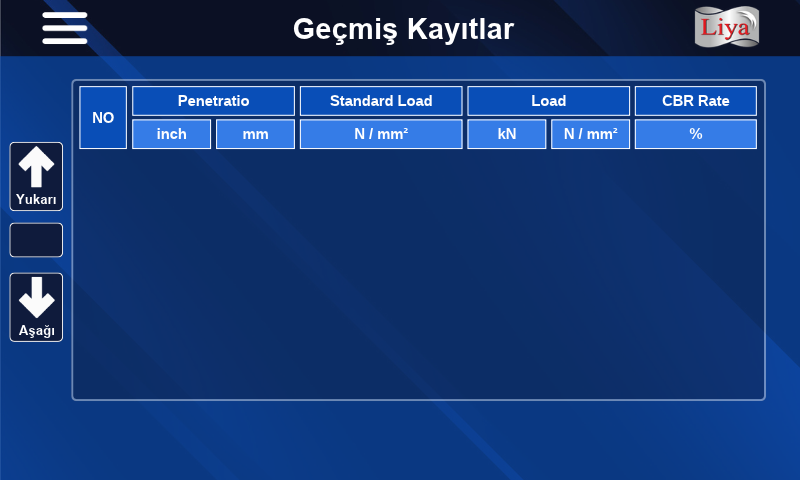 Geçmiş Kayıtlar
Liya
NO
Penetratio
Standard Load
Load
CBR Rate
inch
mm
N / mm²
kN
N / mm²
%
Yukarı
Aşağı